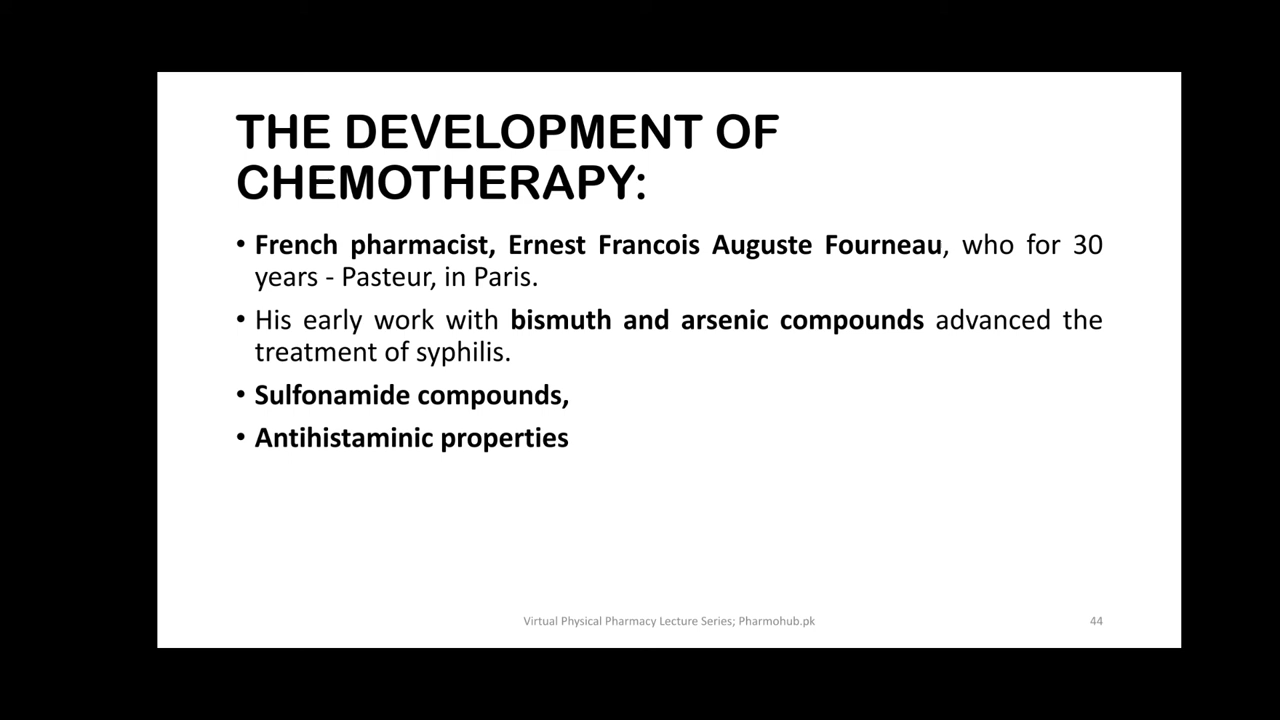 THE DEVELOPMENT OF
CHEMOTHERAPY:
• French pharmacist, Ernest Francois Auguste Fourneau, who for 30
years - Pasteur, in Paris.
• His early work with bismuth and arsenic compounds advanced the
treatment of syphilis.
• Sulfonamide compounds,
• Antihistaminic properties
Virtual Physical Pharmacy Lecture Series; Pharmohub.pk 44